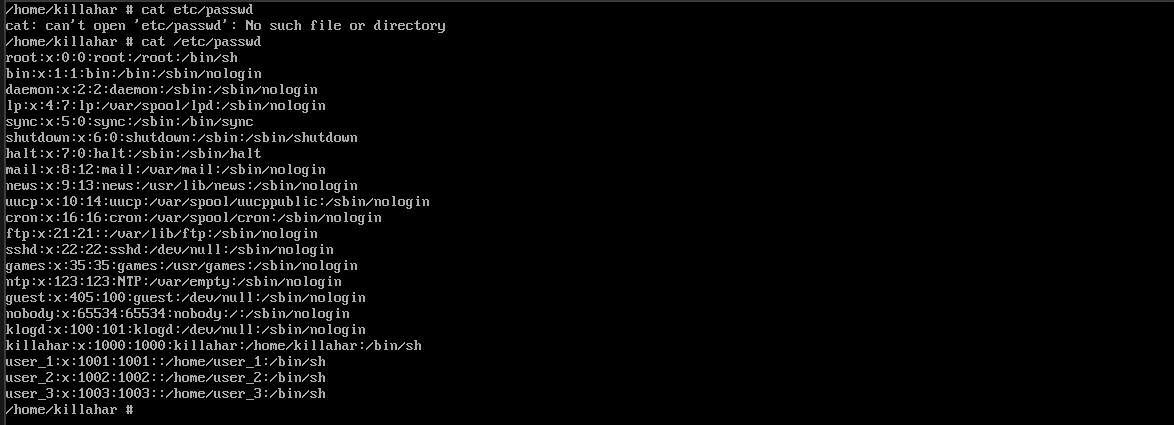 /home/killahar # cat etc/passwd
cat: can't open 'etc/passwd': No such file or directory
/home/killahar # cat /etc/passwd
root:x:0:0:root:/root:/bin/sh
bin:x:1:1:bin:/bin:/sbin/nologin
daemon:x:2:2:daemon:/sbin:/sbin/nologin
lp:x:4:7:lp:/var/spool/lpd:/sbin/nologin
sync:x:5:0:sync:/sbin:/bin/sync
shutdown:x:6:0:shutdown:/sbin:/sbin/shutdown
halt:x:7:0:halt:/sbin:/sbin/halt
mail:x:8:12:mail:/var/mail:/sbin/nologin
news:x:9:13:news:/usr/lib/news:/sbin/nologin
uucp:x:10:14:uucp:/var/spool/uucppublic:/sbin/nologin
cron:x:16:16:cron:/var/spool/cron:/sbin/nologin
ftp:x:21:21::/var/lib/ftp:/sbin/nologin
sshd:x:22:22:sshd:/dev/null:/sbin/nologin
games:x:35:35:games:/usr/games:/sbin/nologin
ntp:x:123:123:NTP:/var/empty:/sbin/nologin
guest:x:405:100:guest:/dev/null:/sbin/nologin
nobody:x:65534:65534:nobody:/:/sbin/nologin
klogd:x:100:101:klogd:/dev/null:/sbin/nologin
killahar:x:1000:1000:killahar:/home/killahar:/bin/sh
user_1:x:1001:1001::/home/user_1:/bin/sh
user_2:x:1002:1002::/home/user_2:/bin/sh
user_3:x:1003:1003::/home/user_3:/bin/sh
/home/killahar #